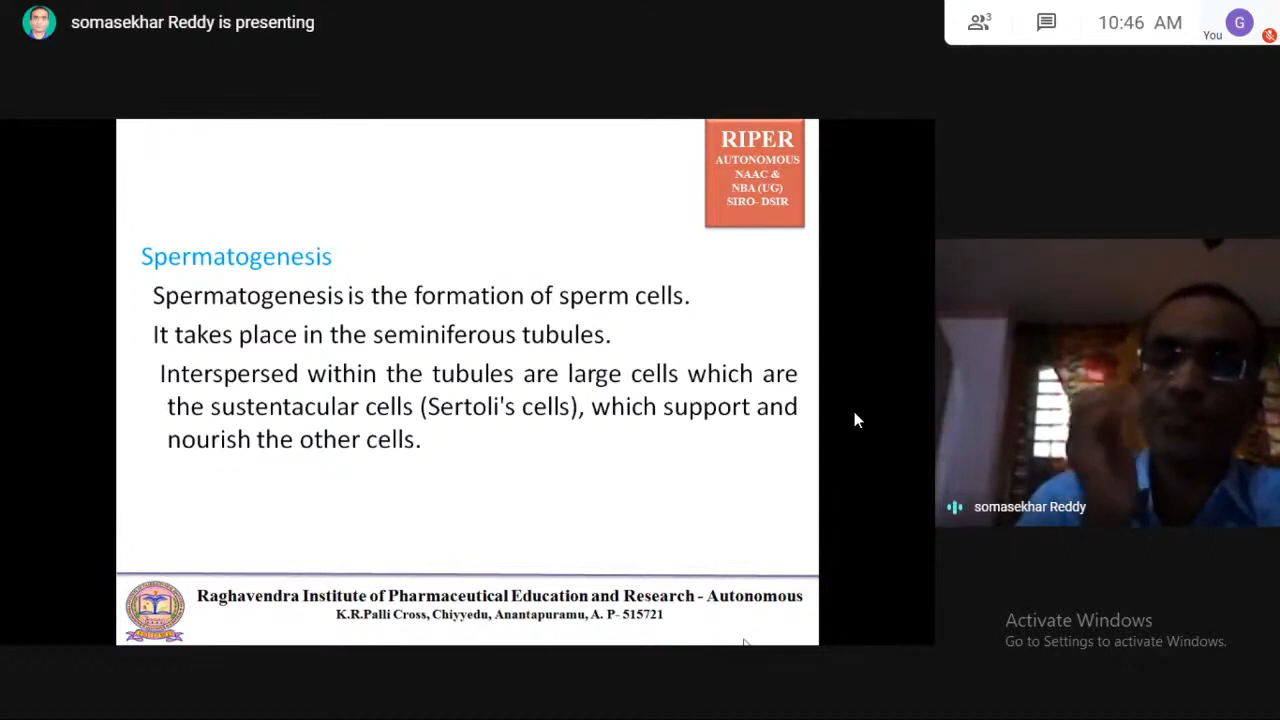 somasekhar Reddy is presenting
3
10:46 AM
You
G
RIPER
AUTONOMOUS
NAAC &
NBA (UG)
SIRO- DSIR
Spermatogenesis
Spermatogenesis is the formation of sperm cells.
It takes place in the seminiferous tubules.
Interspersed within the tubules are large cells which are
the sustentacular cells (Sertoli's cells), which support and
nourish the other cells.
somasekhar Reddy
Raghavendra Institute of Pharmaceutical Education and Research - Autonomous
K.R.Palli Cross, Chiyyedu, Anantapuramu, A. P- 515721
Activate Windows
Go to Settings to activate Windows.